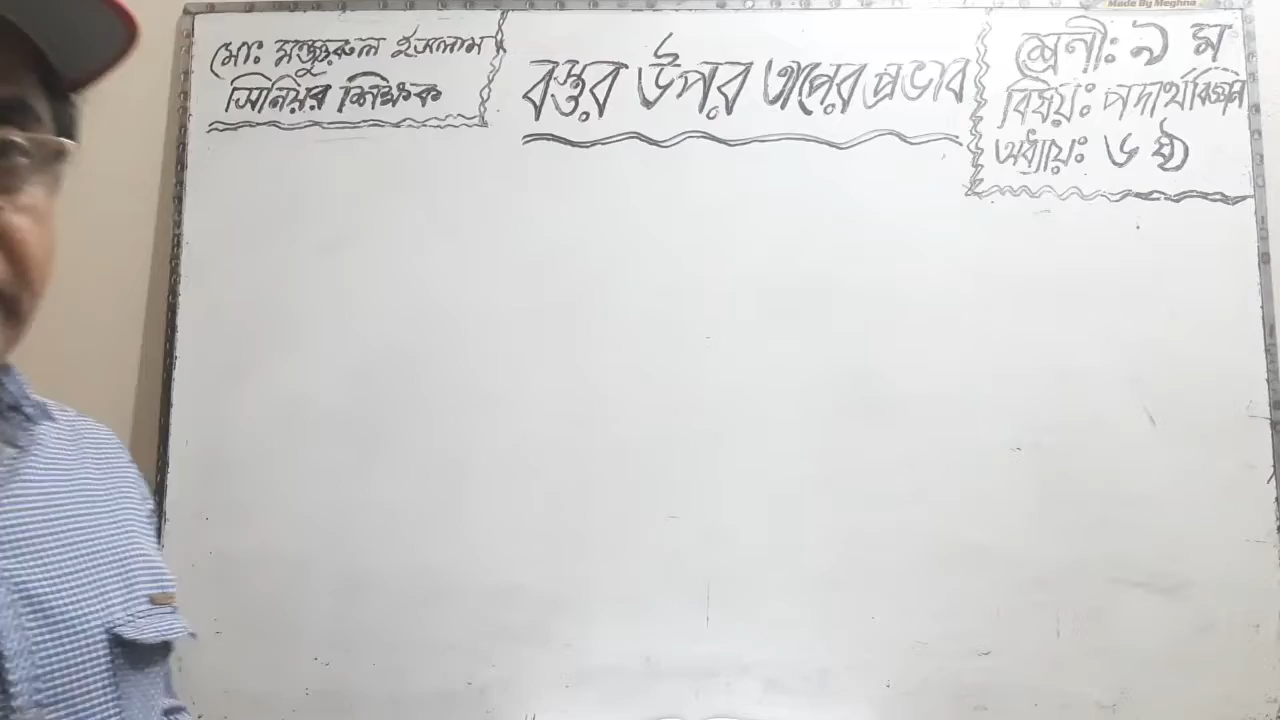 Made By Meghna
মোঃ মঞ্জুরুল ইসলাম
সিনিয়র শিক্ষক
বস্তুর উপর তাপের প্রভাব
শ্রেনী: ৯ ম
বিষয়ঃ পদার্থবিজ্ঞান
অধ্যায়ঃ ৬ ষ্ঠ